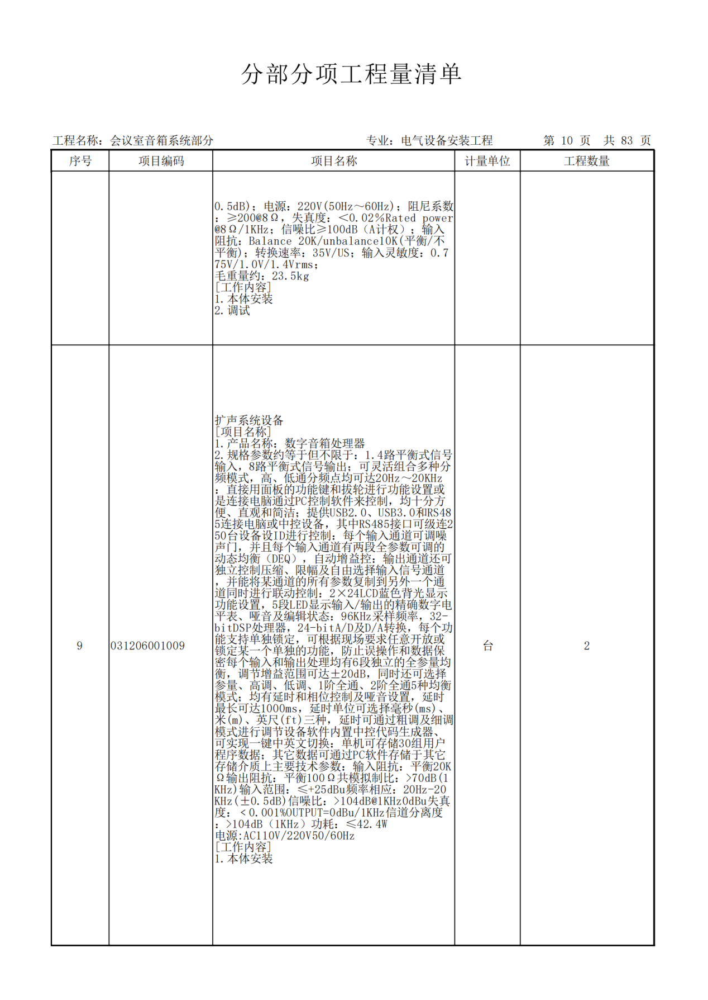 分部分项工程量清单
工程名称：会议室音箱系统部分 专业：电气设备安装工程 第 10 页 共 83 页
序号 项目编码 项目名称 计量单位 工程数量
0.5dB)；电源：220V(50Hz～60Hz)；阻尼系数
：≥200@8Ω，失真度：＜0.02%Rated power
@8Ω/1KHz；信噪比≥100dB（A计权）；输入
阻抗：Balance 20K/unbalance10K(平衡/不
平衡)；转换速率：35V/US；输入灵敏度：0.7
75V/1.0V/1.4Vrms；
毛重量约：23.5kg
[工作内容]
1.本体安装
2.调试
扩声系统设备
[项目名称]
1.产品名称：数字音箱处理器
2.规格参数约等于但不限于：1.4路平衡式信号
输入，8路平衡式信号输出；可灵活组合多种分
频模式，高、低通分频点均可达20Hz～20KHz
：直接用面板的功能键和拔轮进行功能设置或
是连接电脑通过PC控制软件来控制，均十分方
便、直观和简洁；提供USB2.0、USB3.0和RS48
5连接电脑或中控设备，其中RS485接口可级连2
50台设备设ID进行控制：每个输入通道可调噪
声门，并且每个输入通道有两段全参数可调的
动态均衡（DEQ），自动增益控：输出通道还可
独立控制压缩、限幅及自由选择输入信号通道
，并能将某通道的所有参数复制到另外一个通
道同时进行联动控制：2×24LCD蓝色背光显示
功能设置，5段LED显示输入/输出的精确数字电
平表、哑音及编辑状态：96KHz采样频率，32-
bitDSP处理器，24-bitA/D及D/A转换，每个功
能支持单独锁定，可根据现场要求任意开放或
9 031206001009 锁定某一个单独的功能，防止误操作和数据保 台 2
密每个输入和输出处理均有6段独立的全参量均
衡，调节增益范围可达±20dB，同时还可选择
参量、高调、低调、1阶全通、2阶全通5种均衡
模式；均有延时和相位控制及哑音设置，延时
最长可达1000ms，延时单位可选择毫秒(ms)、
米(m)、英尺(ft)三种，延时可通过粗调及细调
模式进行调节设备软件内置中控代码生成器、
可实现一键中英文切换：单机可存储30组用户
程序数据；其它数据可通过PC软件存储于其它
存储介质上主要技术参数：输入阻抗：平衡20K
Ω输出阻抗：平衡100Ω共模拟制比：>70dB(1
KHz)输入范围：≤+25dBu频率相应：20Hz-20
KHz(±0.5dB)信噪比：>104dB@1KHz0dBu失真
度：＜0.001%OUTPUT=0dBu/1KHz信道分离度
：>104dB（1KHz）功耗：≤42.4W
电源:AC110V/220V50/60Hz
[工作内容]
1.本体安装